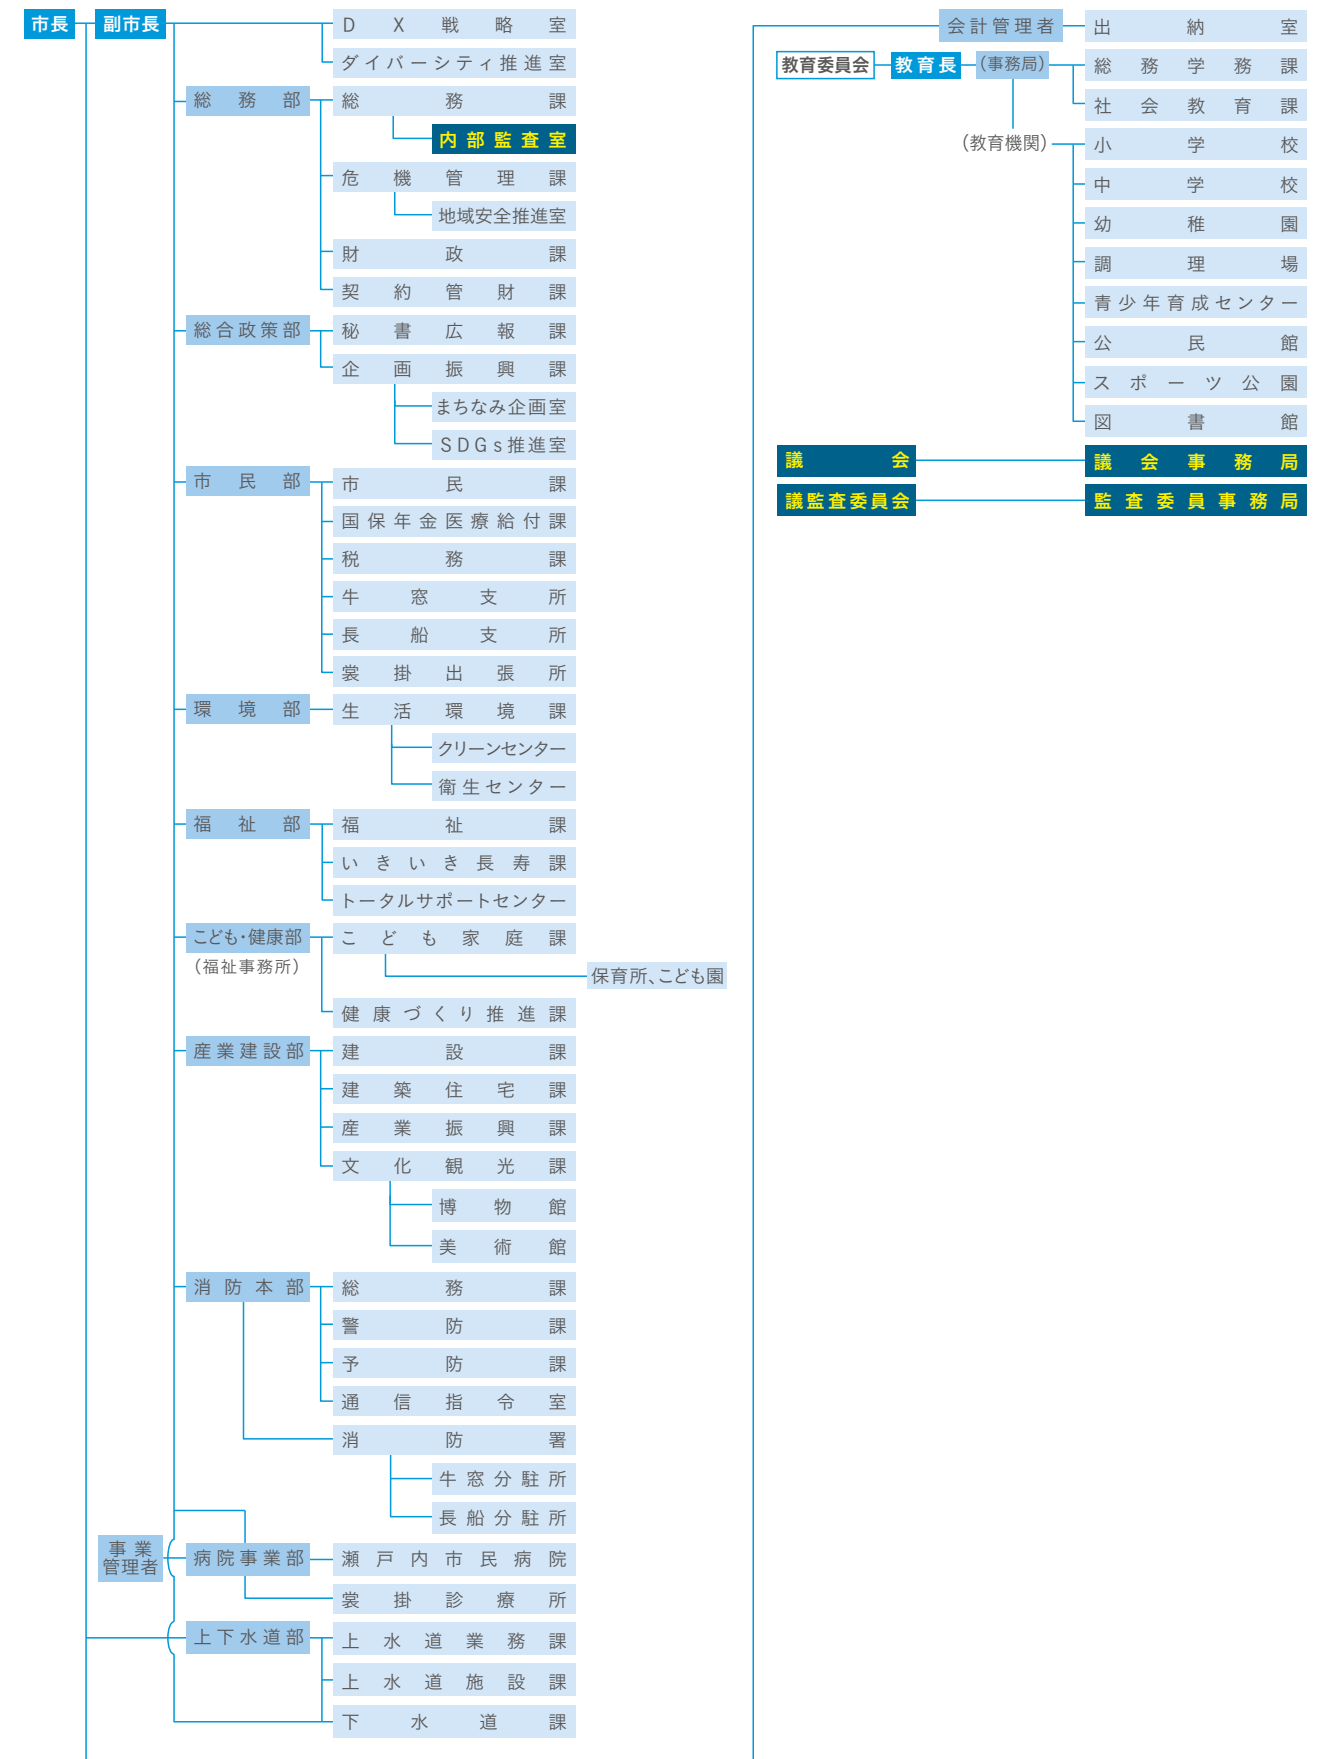 市長
副市長
DX戦略室
ダイバーシティ推進室
総務部
総務課
内部監査室
危機管理課
地域安全推進室
財政課
契約管財課
総合政策部
秘書広報課
企画振興課
まちなみ企画室
SDGs推進室
市民部
市民課
国保年金医療給付課
税務課
牛窓支所
長船支所
裳掛出張所
環境部
生活環境課
クリーンセンター
衛生センター
福祉部
福祉課
いきいき長寿課
トータルサポートセンター
こども・健康部
(福祉事務所)
こども家庭課
保育所、こども園
健康づくり推進課
産業建設部
建設課
建築住宅課
産業振興課
文化観光課
博物館
美術館
消防本部
総務課
警防課
予防課
通信指令室
消防署
牛窓分駐所
長船分駐所
事業
管理者
病院事業部
瀬戸内市民病院
裳掛診療所
上下水道部
上水道業務課
上水道施設課
下水道課
会計管理者
出納室
教育委員会
教育長
(事務局)
総務学務課
社会教育課
(教育機関)
小学校
中学校
幼稚園
調理場
青少年育成センター
公民館
スポーツ公園
図書館
議会
議会事務局
議監査委員会
監査委員事務局